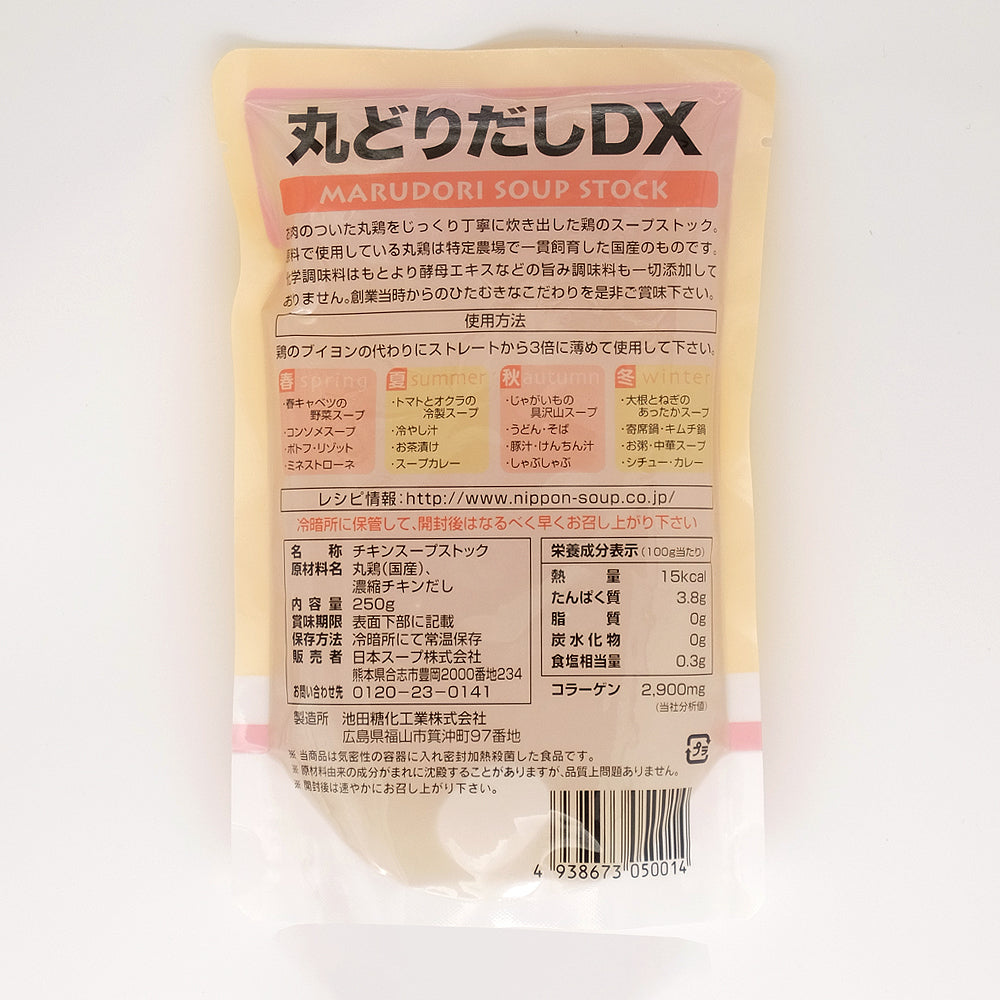 丸どりだしDX
MARUDORI SOUP STOCK
肉のついた丸鶏をじっくり丁寧に炊き出した鶏のスープストック。
料で使用している丸鶏は特定農場で一貫飼育した国産のものです。
学調味料はもとより酵母エキスなどの旨み調味料も一切添加して
おりません。創業当時からのひたむきなこだわりを是非ご賞味下さい。
使用方法
鶏のブイヨンの代わりにストレートから3倍に薄めて使用して下さい。
春 spring
・春キャベツの
野菜スープ
・コンソメスープ
・ポトフ・リゾット
・ミネストローネ
夏 summer
・トマトとオクラの
冷製スープ
・冷やし汁
・お茶漬け
・スープカレー
秋 autumn
・じゃがいもの
具沢山スープ
・うどん・そば
・豚汁・けんちん汁
・しゃぶしゃぶ
冬 winter
・大根とねぎの
あったかスープ
・寄席鍋・キムチ鍋
・お粥・中華スープ
・シチュー・カレー
レシピ情報:http://www.nippon-soup.co.jp/
冷暗所に保管して、開封後はなるべく早くお召し上がり下さい
名称 チキンスープストック
原材料名 丸鶏(国産)、
濃縮チキンだし
内容量 250g
賞味期限 表面下部に記載
保存方法 冷暗所にて常温保存
販売者 日本スープ株式会社
熊本県合志市豊岡2000番地234
お問い合わせ先 0120-23-0141
栄養成分表示(100g当たり)
熱量 15kcal
たんぱく質 3.8g
脂質 0g
炭水化物 0g
食塩相当量 0.3g
コラーゲン 2,900mg
(当社分析値)
製造所 池田糖化工業株式会社
広島県福山市箕沖町97番地
※ 当商品は気密性の容器に入れ密封加熱殺菌した食品です。
※ 原材料由来の成分がまれに沈殿することがありますが、品質上問題ありません。
※ 開封後は速やかにお召し上がり下さい。
プラ
4 938673 050014